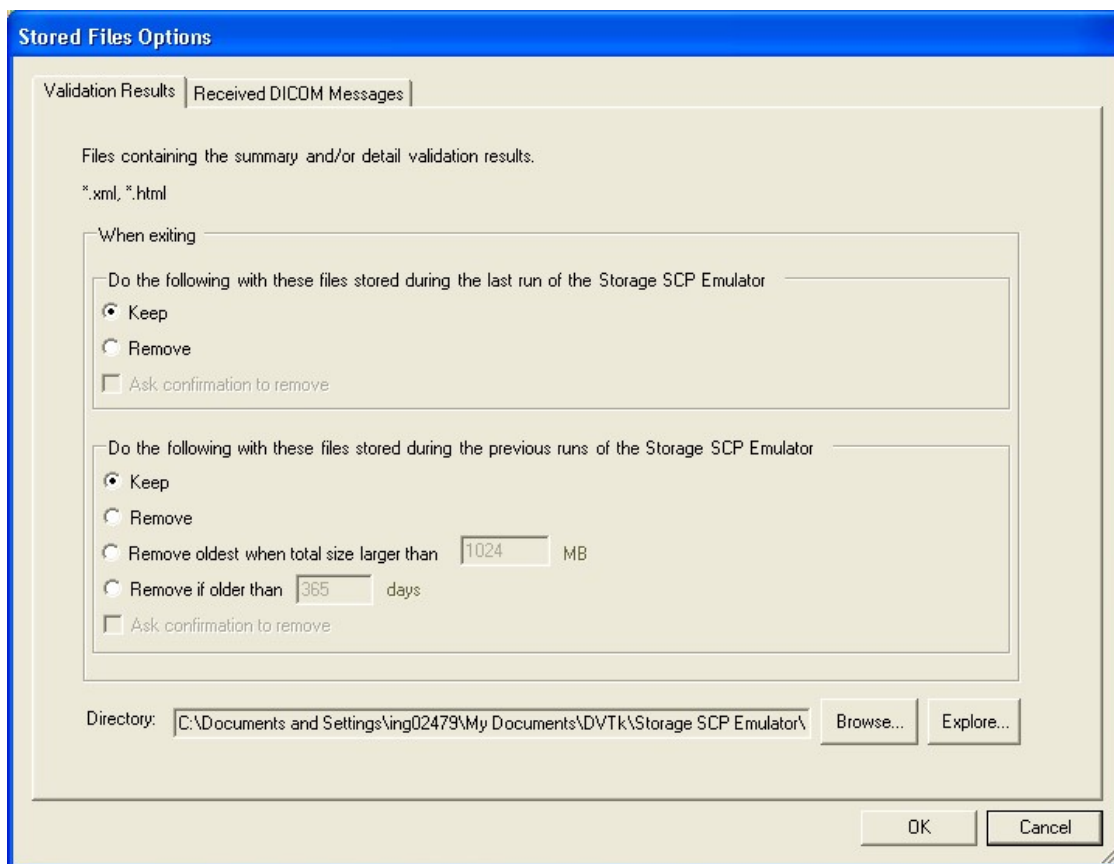 Stored Files Options
Validation Results Received DICOM Messages
Files containing the summary and/or detail validation results.
*.xml, *.html
When exiting
Do the following with these files stored during the last run of the Storage SCP Emulator
Keep
Remove
Ask confirmation to remove
Do the following with these files stored during the previous runs of the Storage SCP Emulator
Keep
Remove
Remove oldest when total size larger than 1024 MB
Remove if older than 365 days
Ask confirmation to remove
Directory: C:\Documents and Settings\ing02479\My Documents\DVTk\Storage SCP Emulator\ Browse... Explore...
OK Cancel